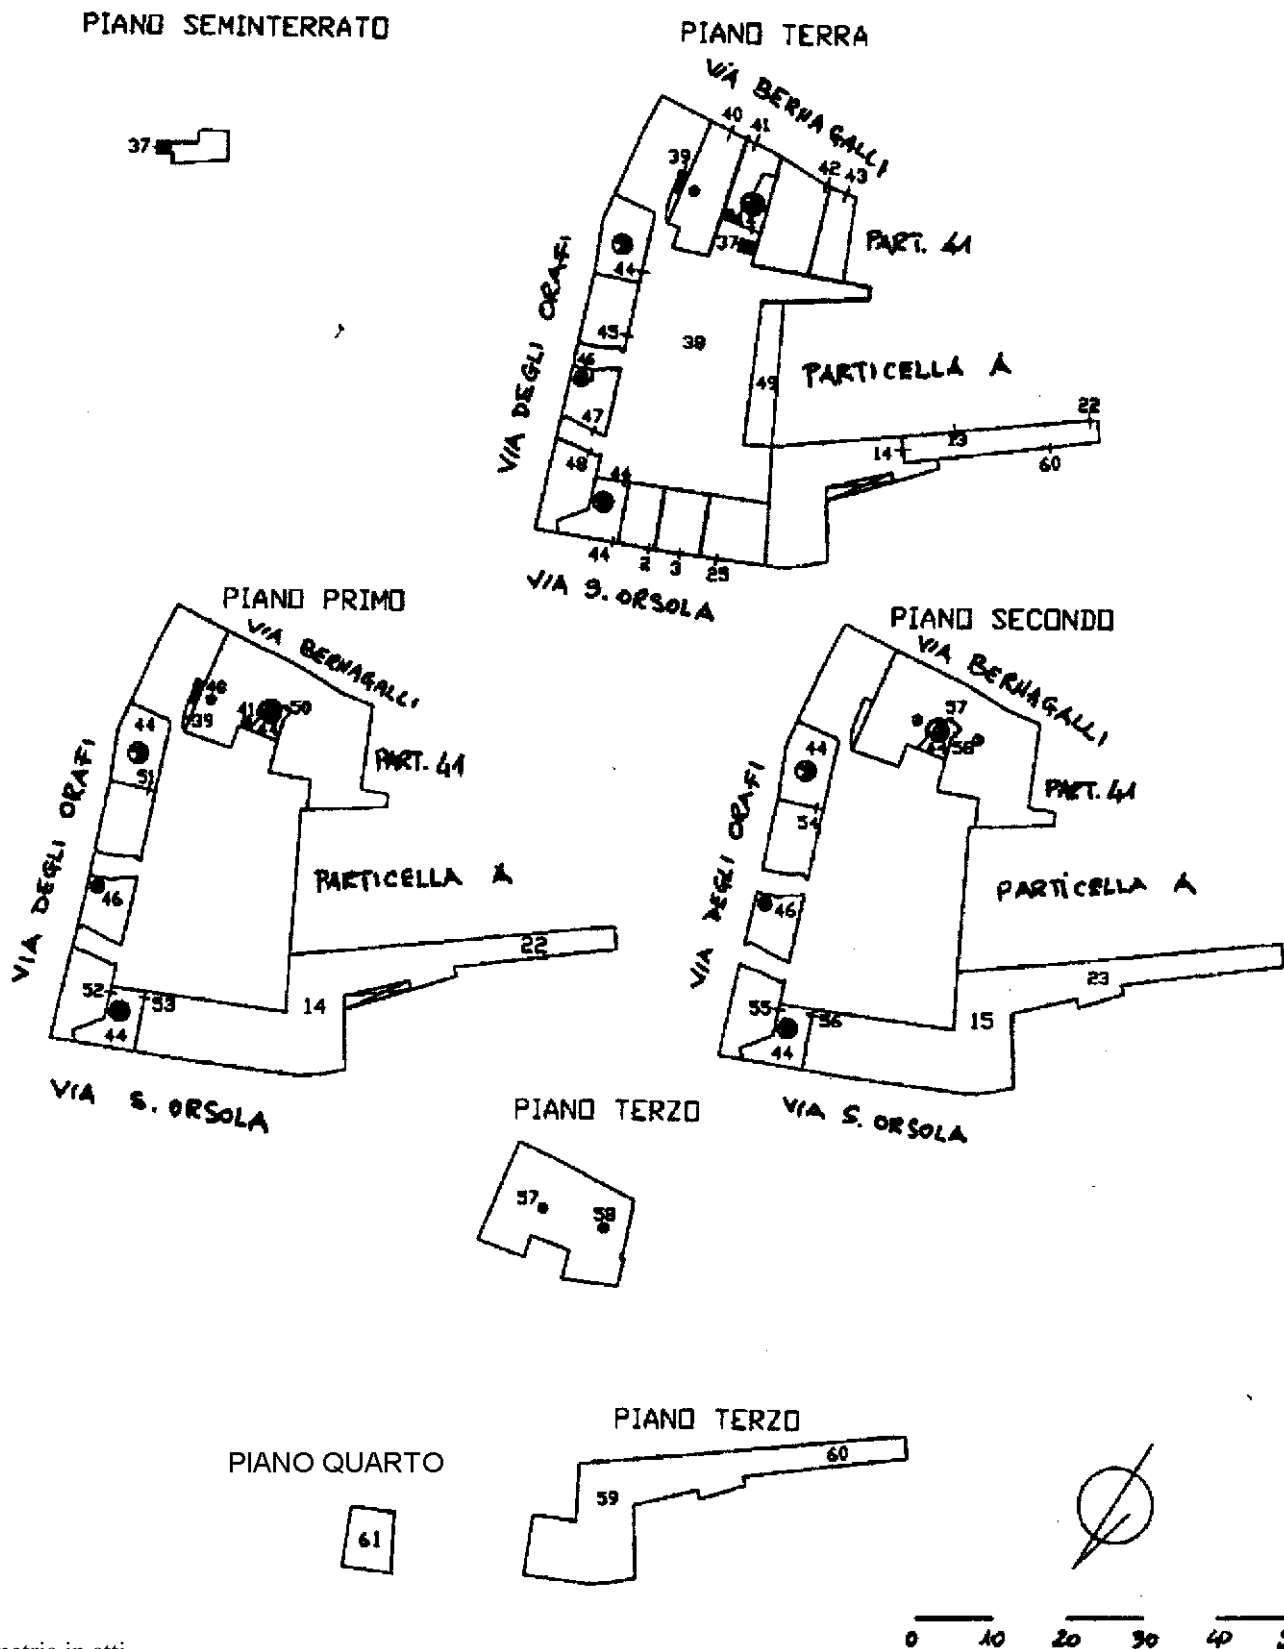 PIANO SEMINTERRATO
37
PIANO TERRA
VIA BERNAGALLI
40
41
39
42
43
37
PART. 41
VIA DEGLI ORAFI
44
45
38
46
49
PARTICELLA A
47
22
13
14
60
48
44
44
2
3
25
VIA S. ORSOLA
PIANO PRIMO
VIA BERNAGALLI
39
41
50
44
51
PART. 41
VIA DEGLI ORAFI
PARTICELLA A
46
22
52
53
14
44
VIA S. ORSOLA
PIANO SECONDO
VIA BERNAGALLI
57
58
44
PART. 41
54
VIA DEGLI ORAFI
PARTICELLA A
46
23
55
56
15
44
VIA S. ORSOLA
PIANO TERZO
57
58
PIANO TERZO
60
59
PIANO QUARTO
61
0 10 20 30 40
in atti